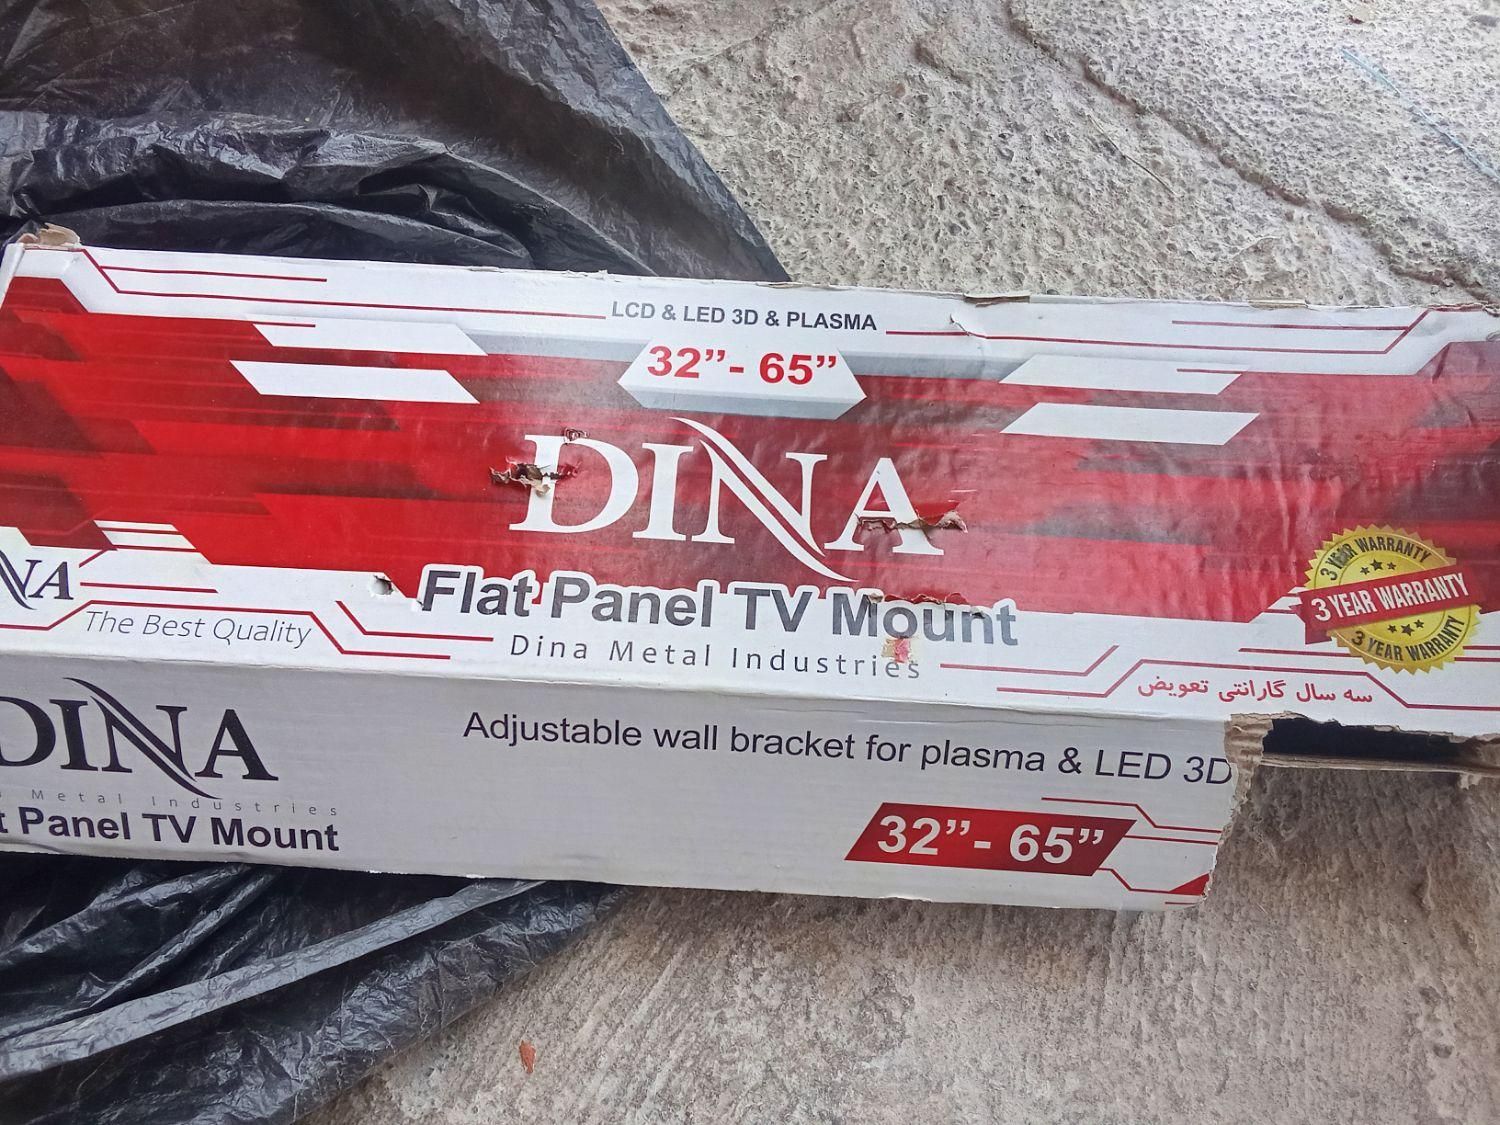 LCD & LED 3D & PLASMA
32”- 65”
DINA
Flat Panel TV Mount
Dina Metal Industries
NA
The Best Quality
3 YEAR WARRANTY
3 YEAR WARRANTY
3 YEAR WARRANTY
سه سال گارانتی تعویض
DINA
Metal Industries
t Panel TV Mount
Adjustable wall bracket for plasma & LED 3D
32”- 65”